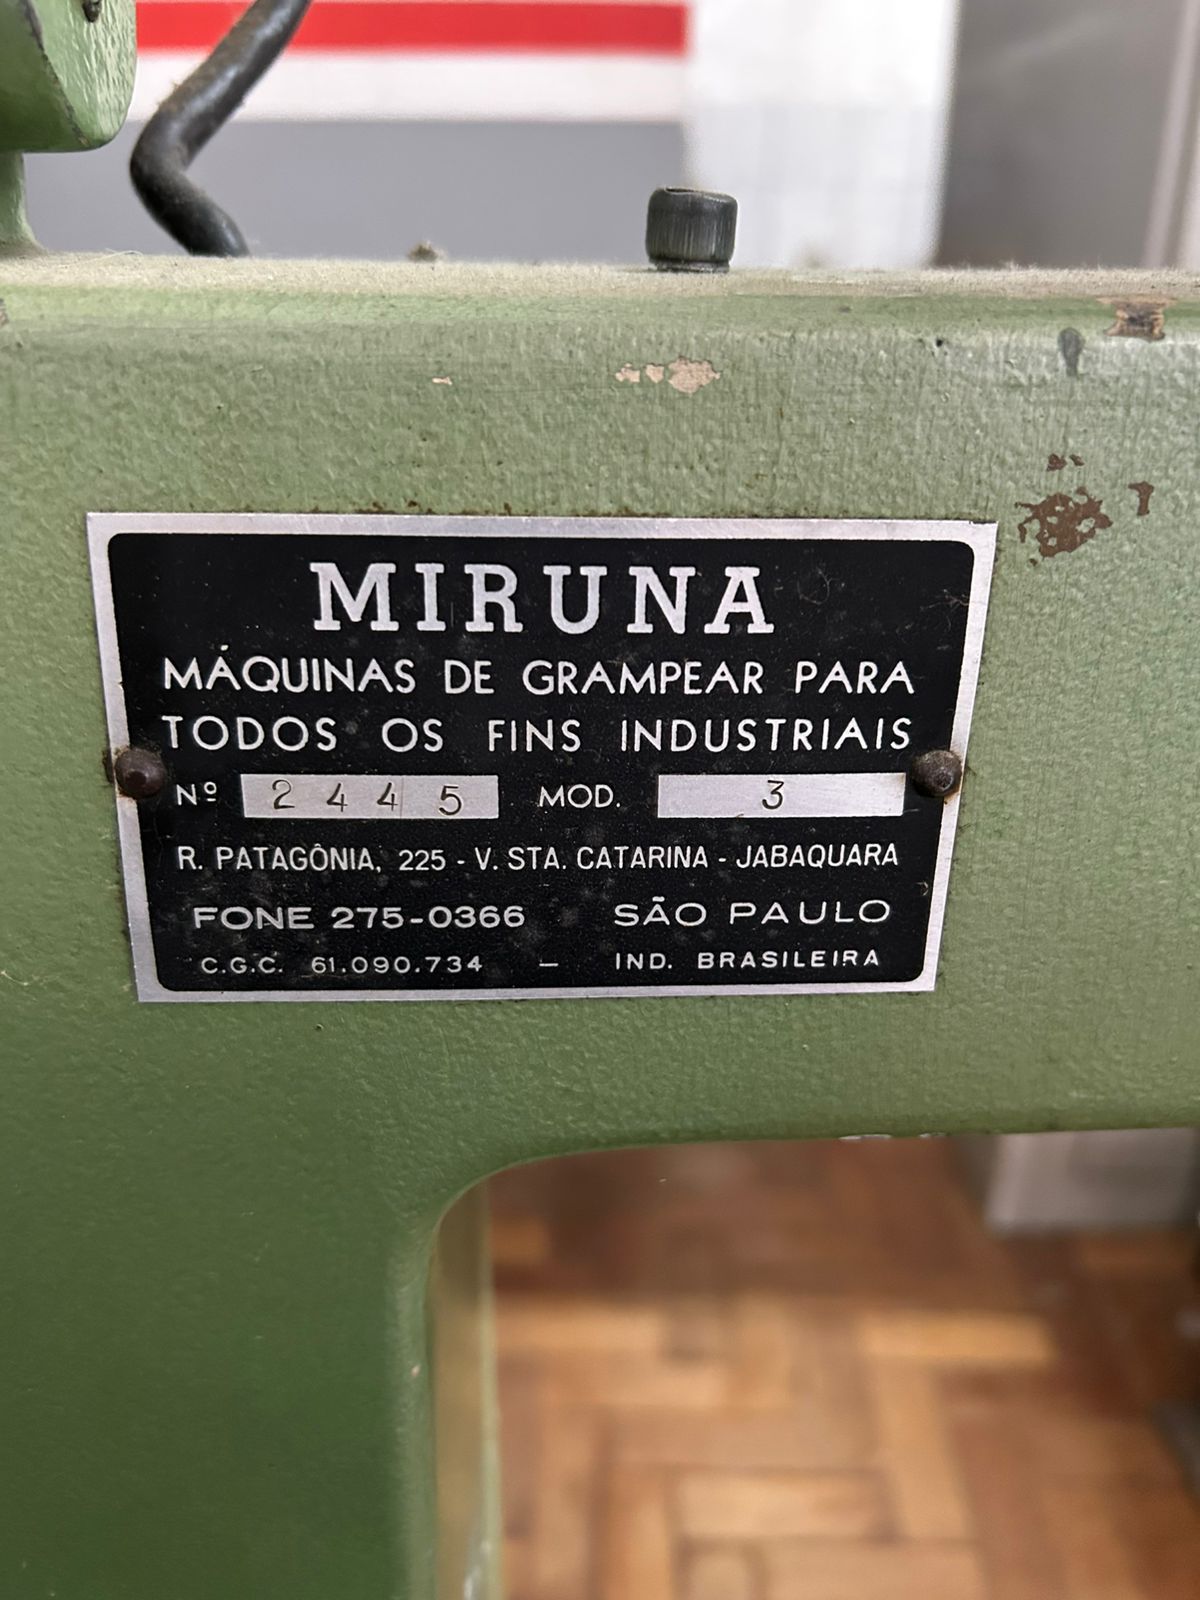 MIRUNA
MÁQUINAS DE GRAMPEAR PARA
TODOS OS FINS INDUSTRIAIS
Nº 2445 MOD. 3
R. PATAGÔNIA, 225 - V. STA. CATARINA - JABAQUARA
FONE 275-0366 SÃO PAULO
C.G.C. 61.090.734 — IND. BRASILEIRA